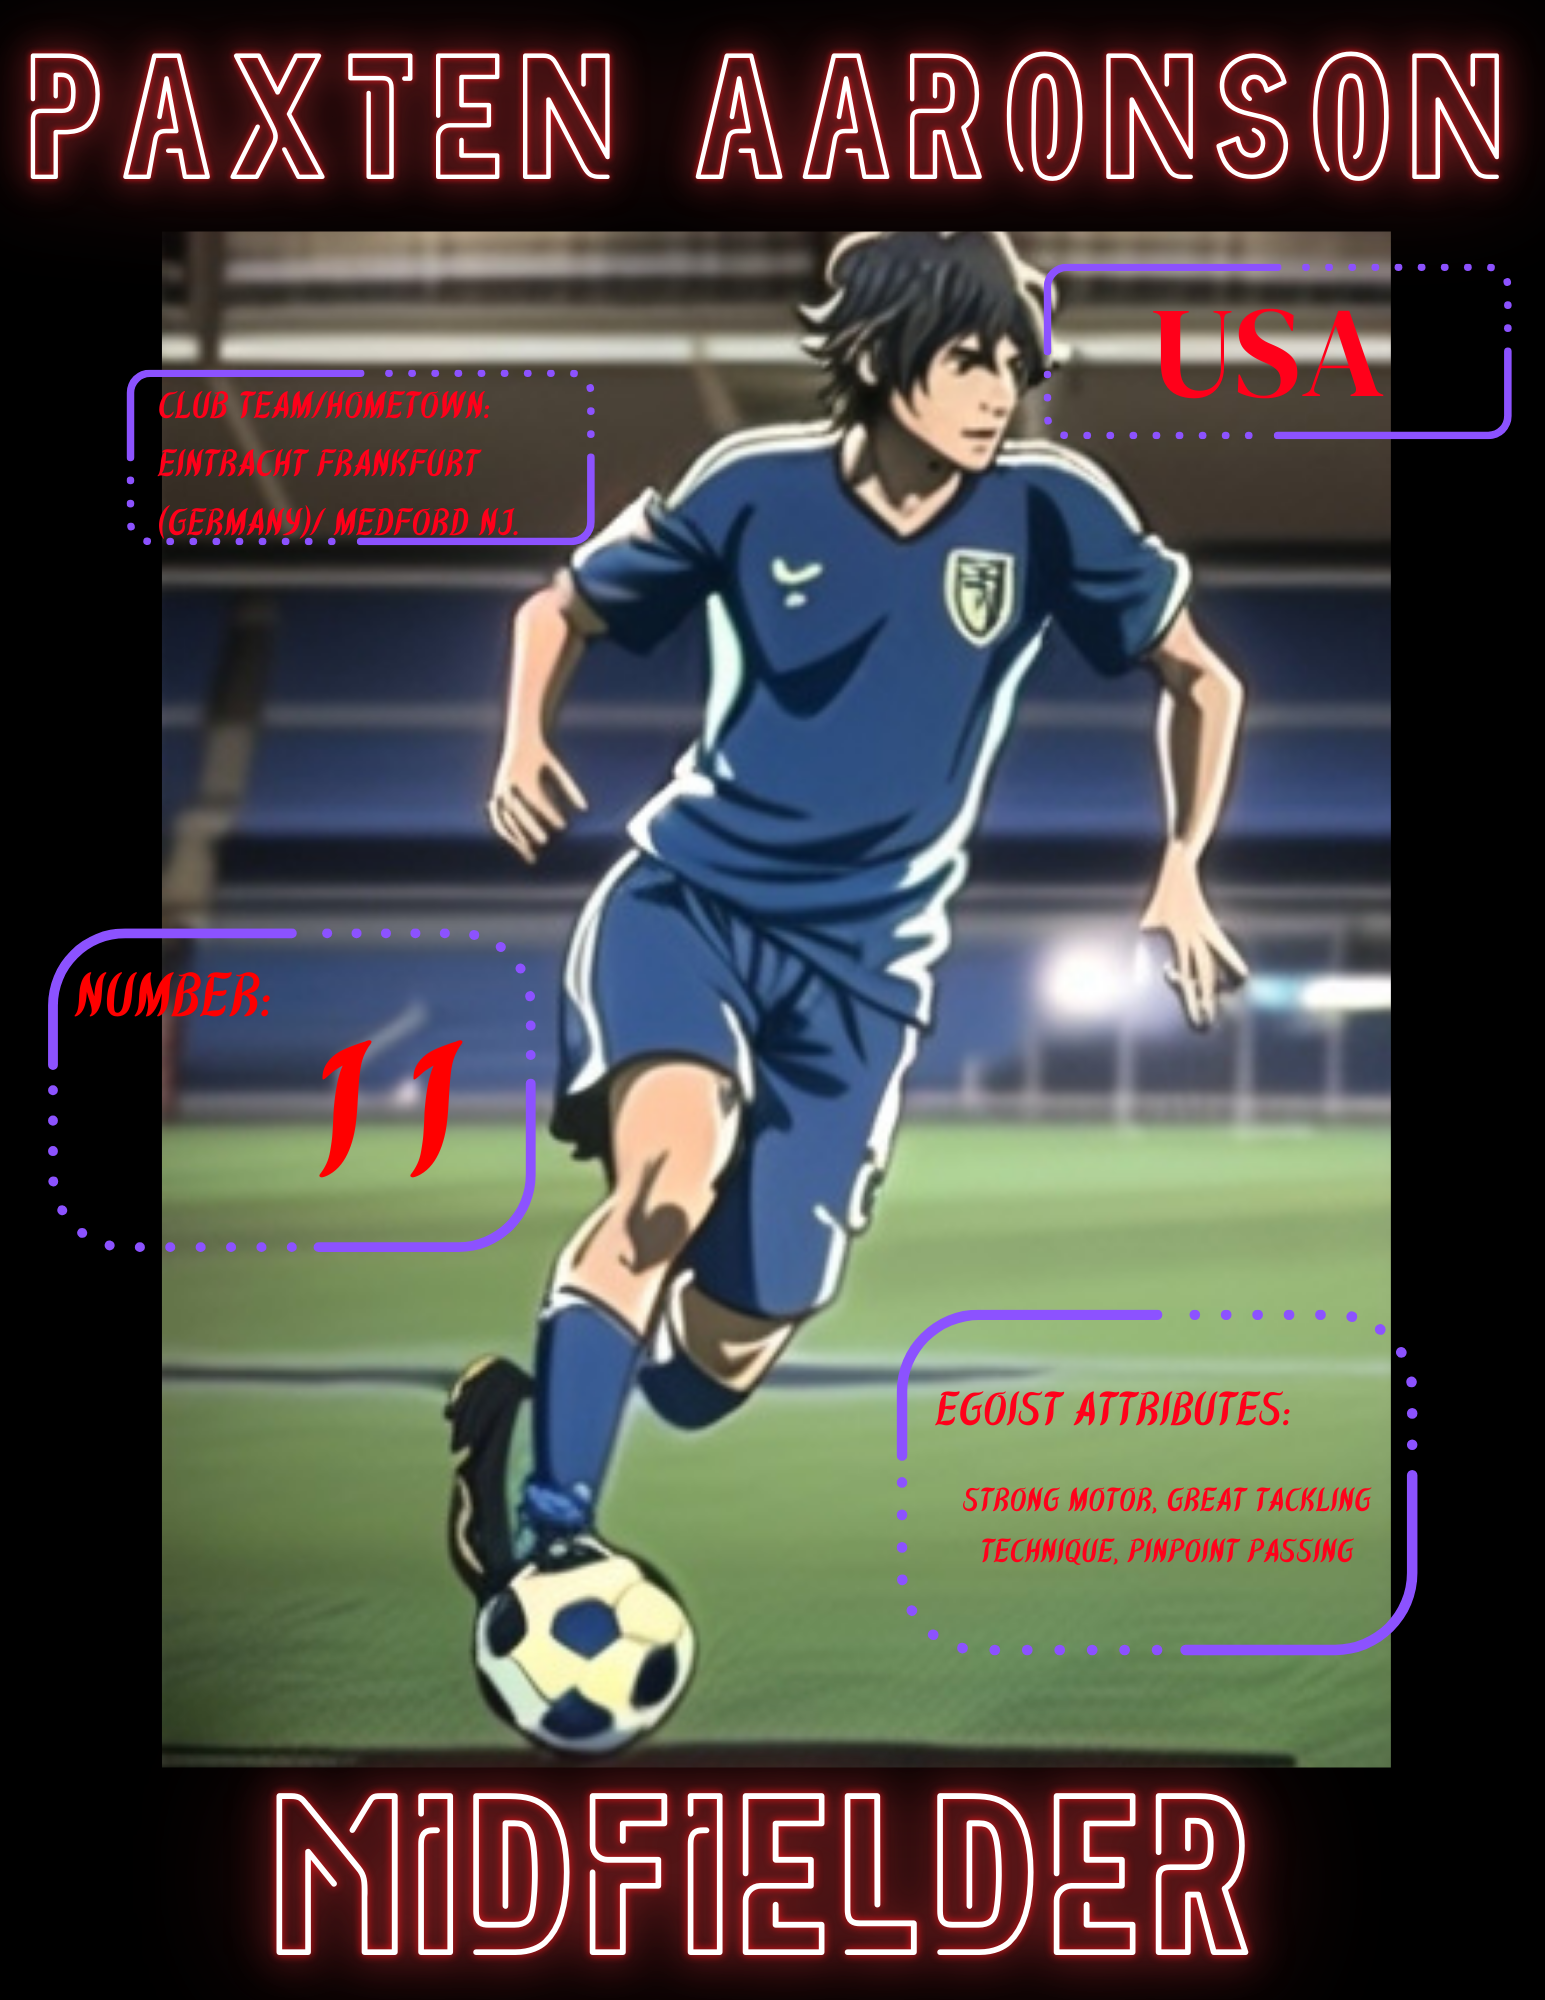 PAXTEN AARONSON
USA
CLUB TEAM/HOMETOWN:
EINTRACHT FRANKFURT
(GERMANY)/ MEDFORD NJ.
NUMBER:
11
EGOIST ATTRIBUTES:
STRONG MOTOR, GREAT TACKLING
TECHNIQUE, PINPOINT PASSING
MIDFIELDER